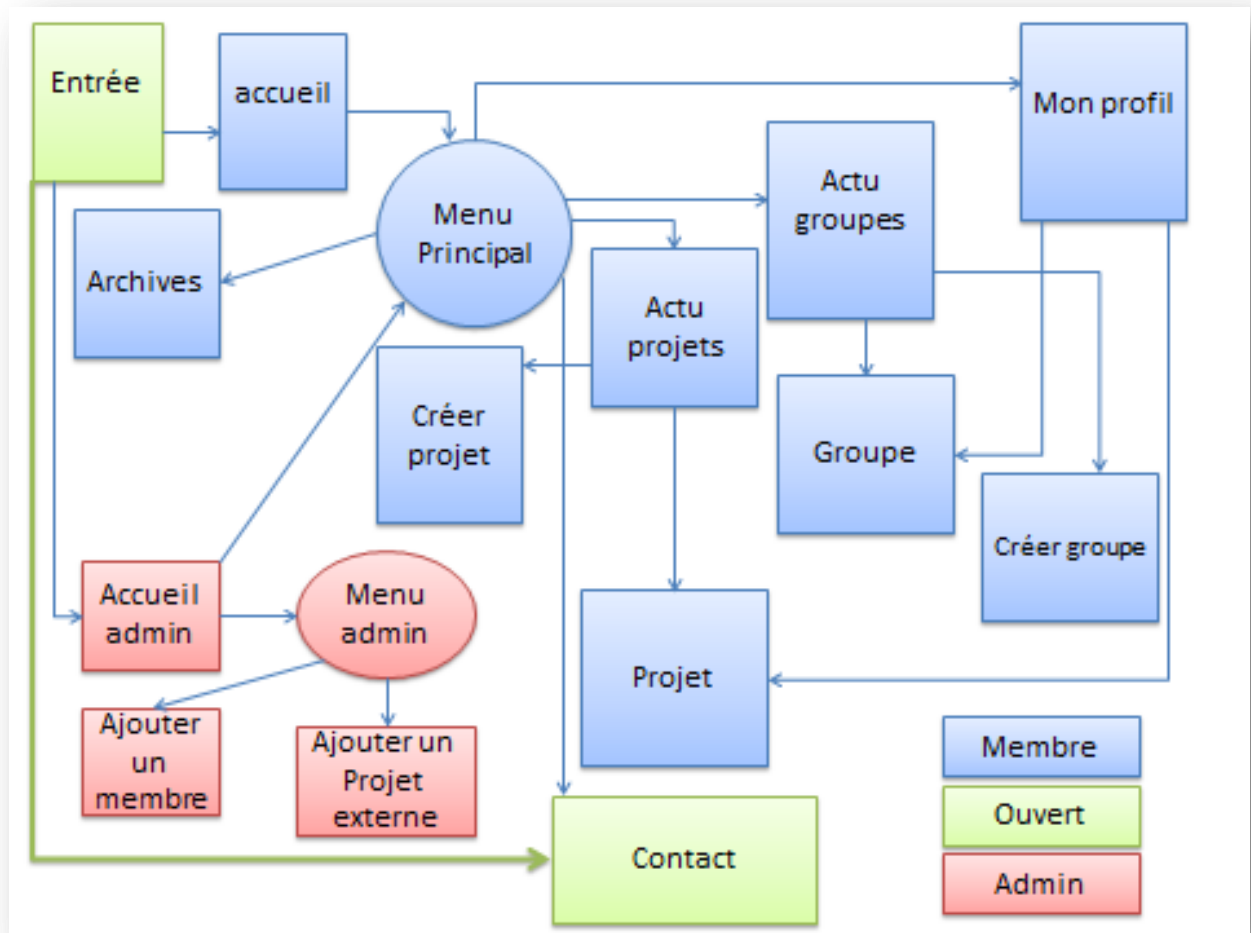 Entrée
accueil
Mon profil
Menu
Principal
Actu
groupes
Archives
Actu
projets
Créer
projet
Groupe
Créer groupe
Accueil
admin
Menu
admin
Projet
Ajouter
un
membre
Ajouter un
Projet
externe
Contact
Membre
Ouvert
Admin